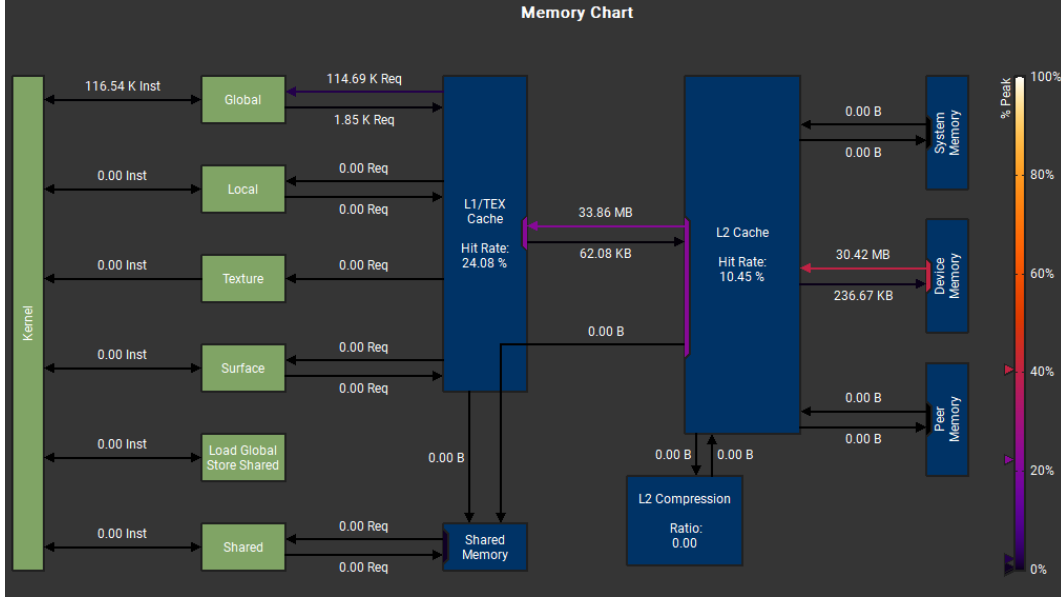 Memory Chart
116.54 K Inst
Global
114.69 K Req
1.85 K Req
0.00 Inst
Local
0.00 Req
0.00 Req
0.00 Inst
Texture
0.00 Req
0.00 Inst
Surface
0.00 Req
0.00 Req
0.00 Inst
Load Global
Store Shared
0.00 Inst
Shared
0.00 Req
0.00 Req
Kernel
L1/TEX
Cache
Hit Rate:
24.08 %
33.86 MB
62.08 KB
0.00 B
0.00 B
Shared
Memory
L2 Cache
Hit Rate:
10.45 %
0.00 B
0.00 B
L2 Compression
Ratio:
0.00
0.00 B
0.00 B
System
Memory
30.42 MB
236.67 KB
Device
Memory
0.00 B
0.00 B
Peer
Memory
% Peak
100%
80%
60%
40%
20%
0%